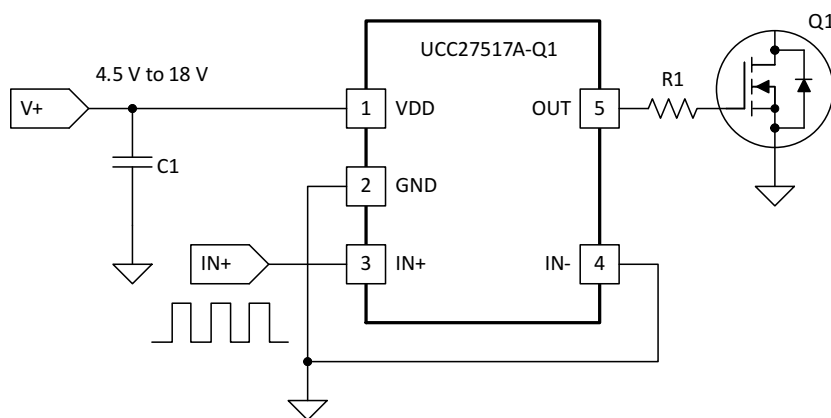 Q1
UCC27517A-Q1
4.5 V to 18 V
R1
V+
1
VDD
OUT
5
C1
2
GND
IN+
3
IN+
IN-
4